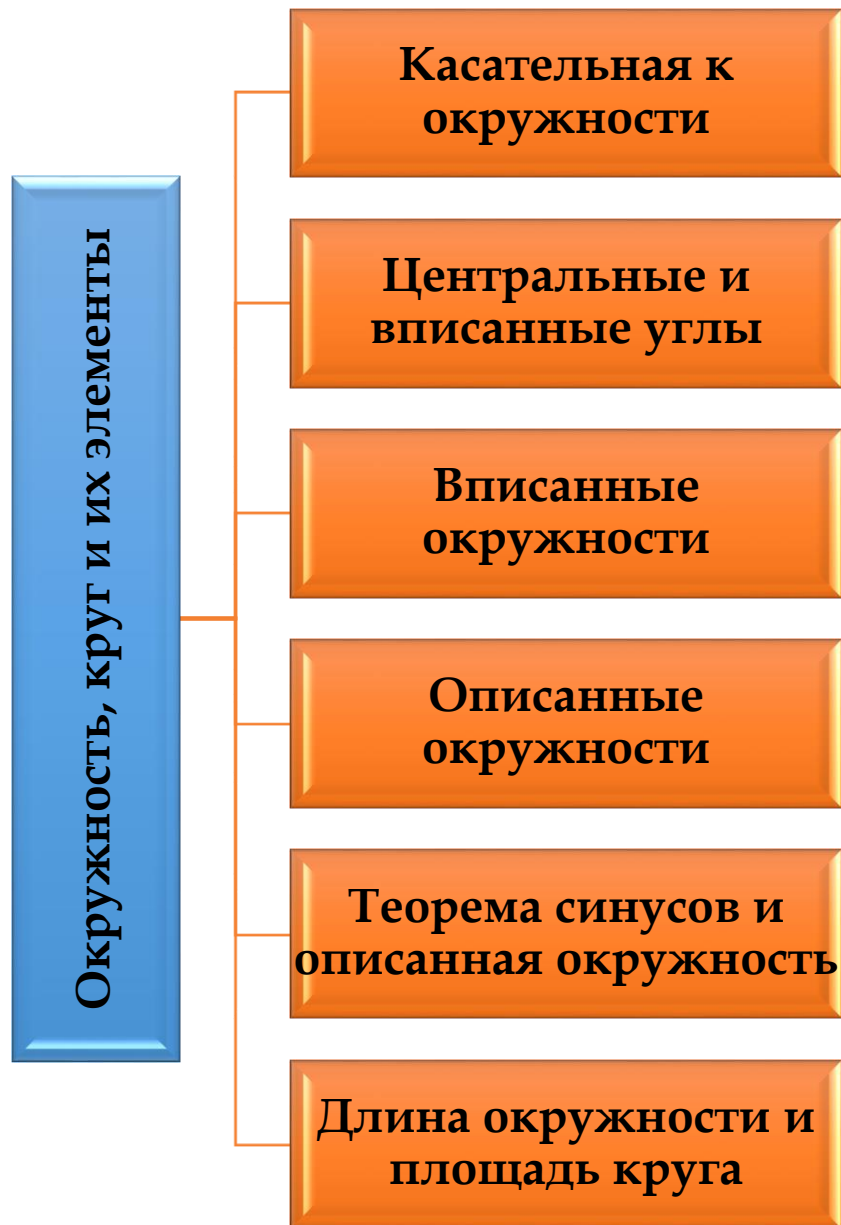 Окружность, круг и их элементы
Касательная к
окружности
Центральные и
вписанные углы
Вписанные
окружности
Описанные
окружности
Теорема синусов и
описанная окружность
Длина окружности и
площадь круга